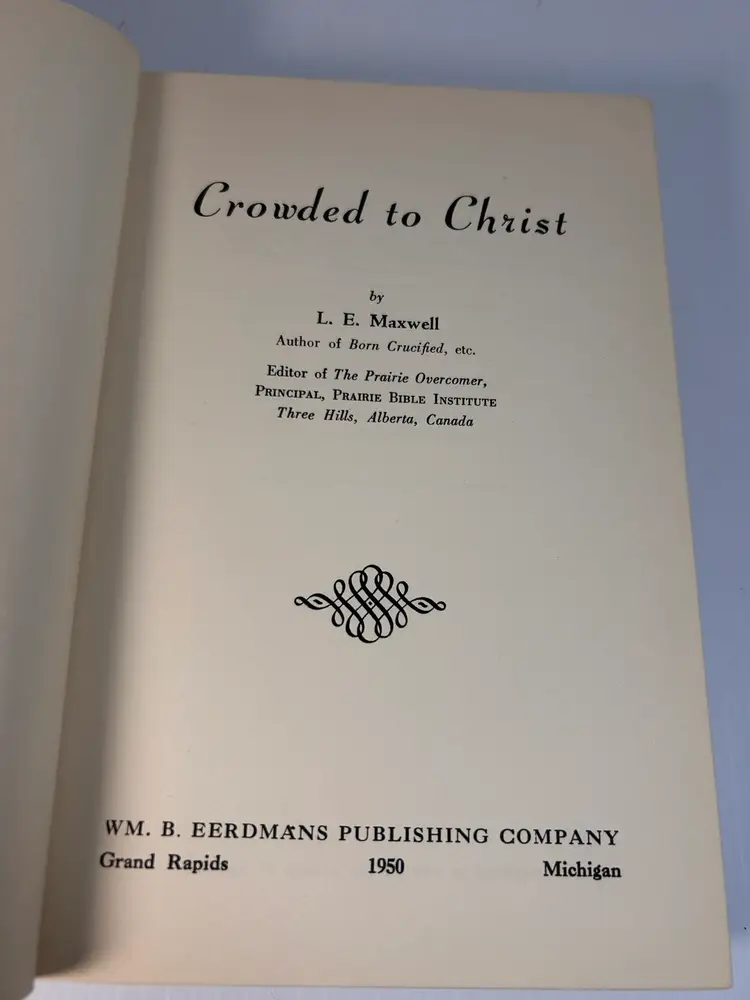 Crowded to Christ
by
L. E. Maxwell
Author of Born Crucified, etc.
Editor of The Prairie Overcomer,
PRINCIPAL, PRAIRIE BIBLE INSTITUTE
Three Hills, Alberta, Canada
WM. B. EERDMANS PUBLISHING COMPANY
Grand Rapids 1950 Michigan